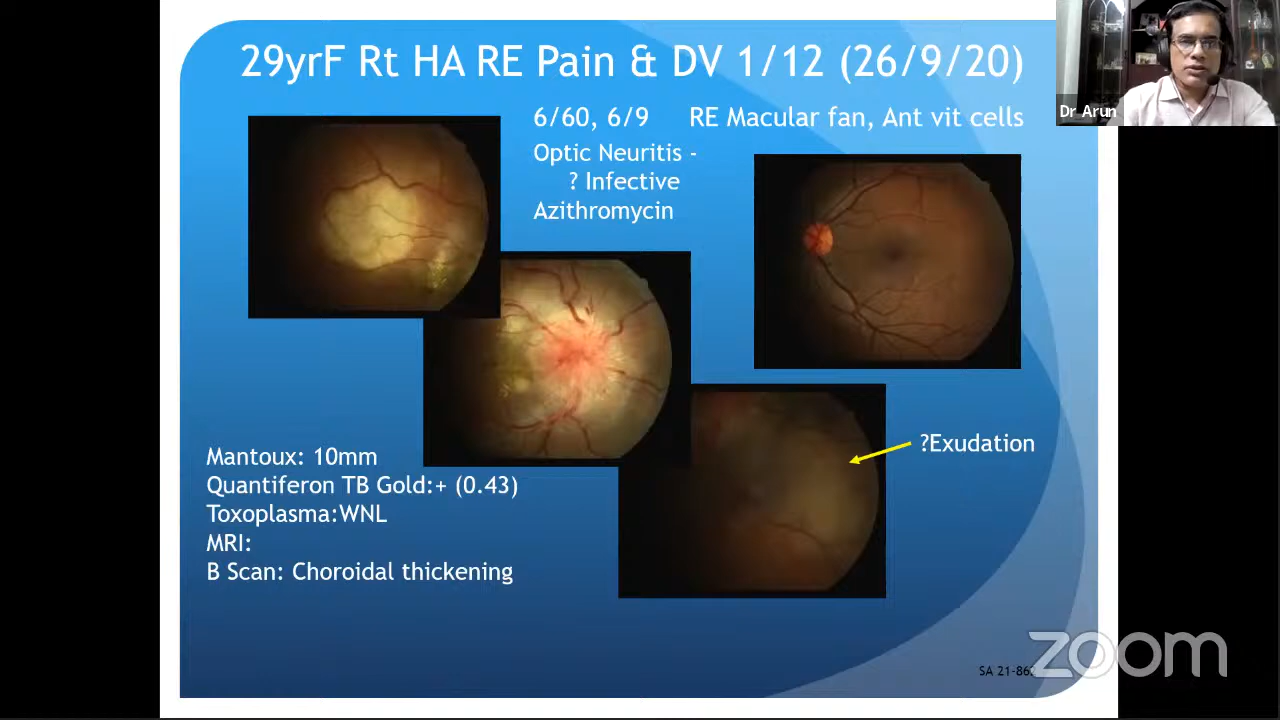 29yrF Rt HA RE Pain & DV 1/12 (26/9/20)
Dr Arun
6/60, 6/9 RE Macular fan, Ant vit cells
Optic Neuritis -
? Infective
Azithromycin
?Exudation
Mantoux: 10mm
Quantiferon TB Gold:+ (0.43)
Toxoplasma:WNL
MRI:
B Scan: Choroidal thickening
zoom